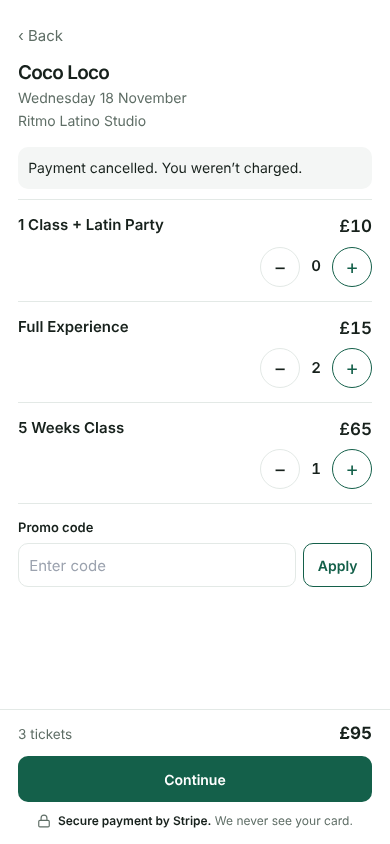 ‹ Back
Coco Loco
Wednesday 18 November
Ritmo Latino Studio
Payment cancelled. You weren’t charged.
1 Class + Latin Party £10
− 0 +
Full Experience £15
− 2 +
5 Weeks Class £65
− 1 +
Promo code
Enter code Apply
3 tickets £95
Continue
Secure payment by Stripe. We never see your card.